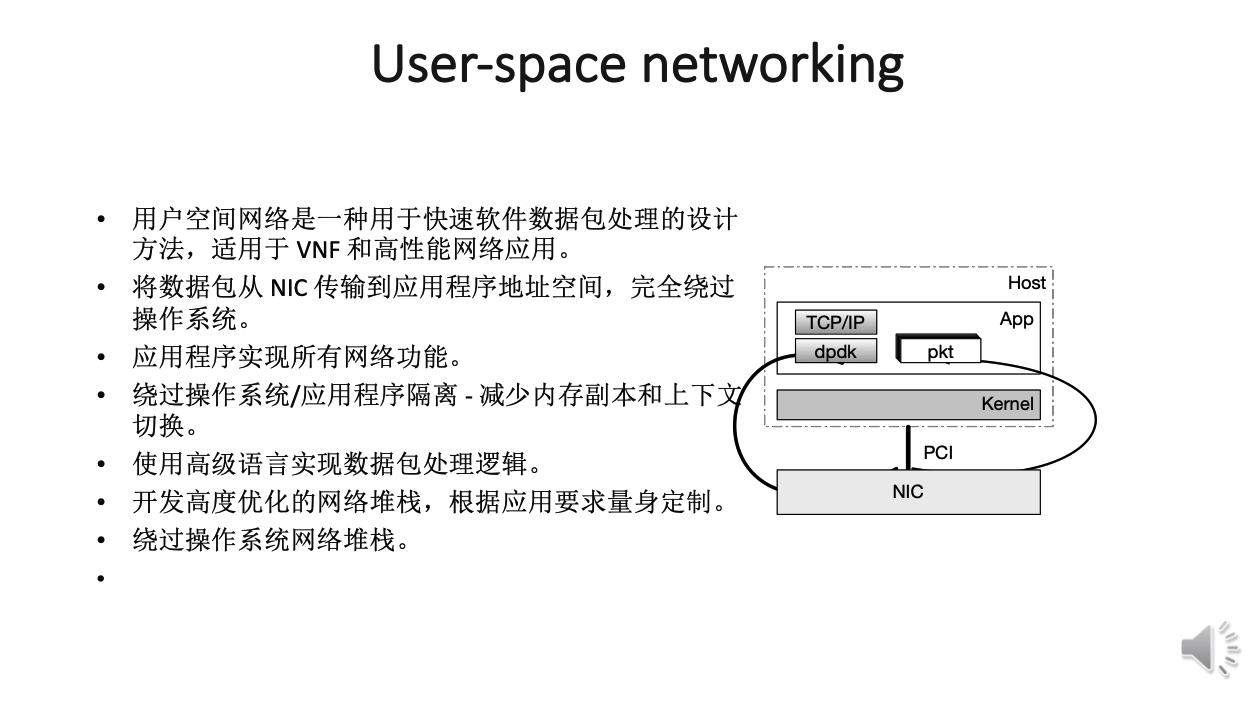 User-space networking
• 用户空间网络是一种用于快速软件数据包处理的设计
方法，适用于 VNF 和高性能网络应用。
• 将数据包从 NIC 传输到应用程序地址空间，完全绕过
操作系统。
• 应用程序实现所有网络功能。
• 绕过操作系统/应用程序隔离 - 减少内存副本和上下文
切换。
• 使用高级语言实现数据包处理逻辑。
• 开发高度优化的网络堆栈，根据应用要求量身定制。
• 绕过操作系统网络堆栈。
•
Host
App
TCP/IP
dpdk
pkt
Kernel
PCI
NIC